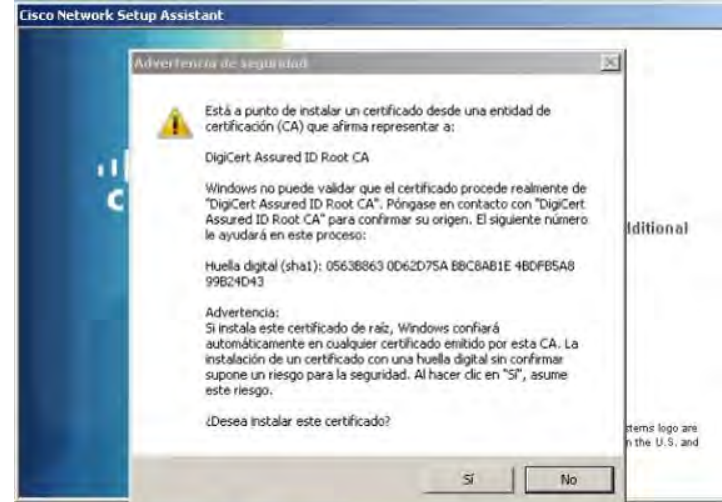 Cisco Network Setup Assistant
Advertencia de seguridad
Está a punto de instalar un certificado desde una entidad de
certificación (CA) que afirma representar a:
DigiCert Assured ID Root CA
Windows no puede validar que el certificado procede realmente de
"DigiCert Assured ID Root CA". Póngase en contacto con "DigiCert
Assured ID Root CA" para confirmar su origen. El siguiente número
le ayudará en este proceso:
Huella digital (sha1): 0563B863 0D62D75A BBC8AB1E 4BDFB5A8
99B24D43
Advertencia:
Si instala este certificado de raíz, Windows confiará
automáticamente en cualquier certificado emitido por esta CA. La
instalación de un certificado con una huella digital sin confirmar
supone un riesgo para la seguridad. Al hacer clic en "Sí", asume
este riesgo.
¿Desea instalar este certificado?
Sí
No
dditional
stems logo are
n the U.S. and